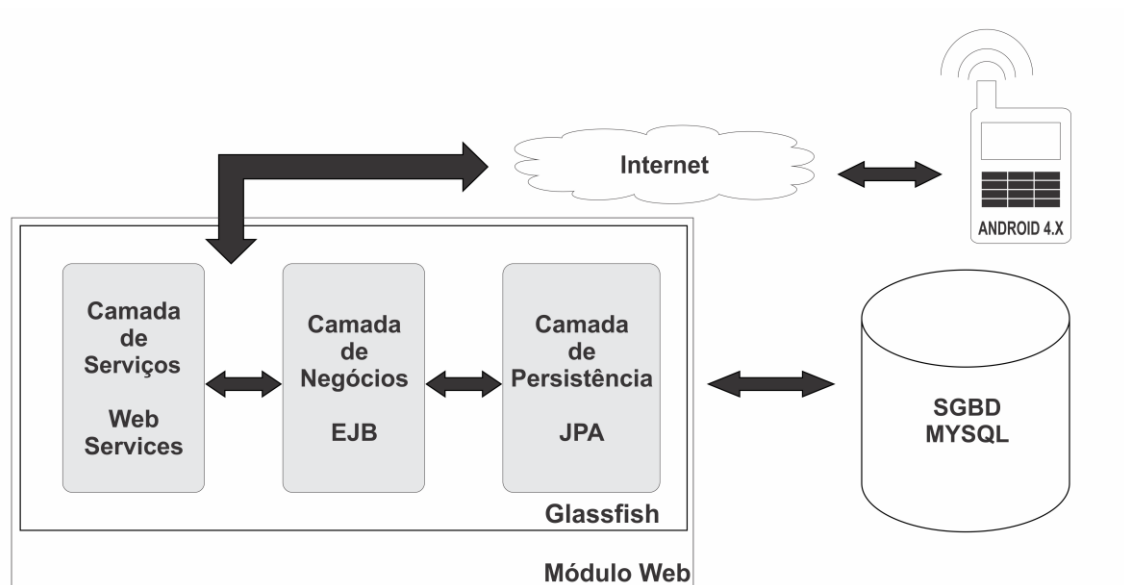 Internet
ANDROID 4.X
Camada
de
Serviços
Web
Services
Camada
de
Negócios
EJB
Camada
de
Persistência
JPA
SGBD
MYSQL
Glassfish
Módulo Web